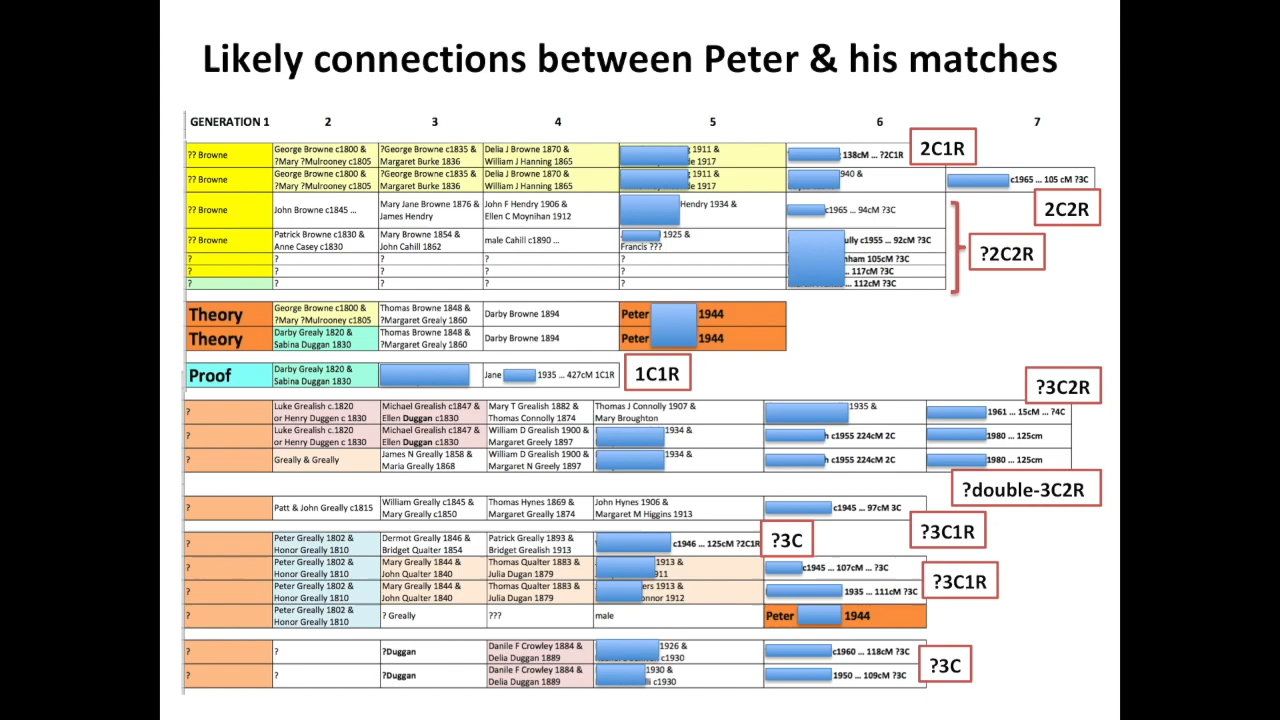 Likely connections between Peter & his matches
GENERATION 1 2 3 4 5 6 7
2C1R
?? Browne
George Browne c1800 &
?Mary ?Mulrooney c1805
?George Browne c1835 &
Margaret Burke 1836
Delia J Browne 1870 &
William J Hanning 1865
1911 &
1917
138cM ... ?2C1R
?? Browne
George Browne c1800 &
?Mary ?Mulrooney c1805
?George Browne c1835 &
Margaret Burke 1836
Delia J Browne 1870 &
William J Hanning 1865
1911 &
1917
940 &
c1965 ... 105 cM ?3C
2C2R
?? Browne
John Browne c1845 ...
Mary Jane Browne 1876 &
James Hendry
John F Hendry 1906 &
Ellen C Moynihan 1912
Hendry 1934 &
c1965 ... 94cM ?3C
?? Browne
Patrick Browne c1830 &
Anne Casey c1830
Mary Browne 1854 &
John Cahill 1862
male Cahill c1890 ...
1925 &
Francis ???
ully c1955 ... 92cM ?3C
?2C2R
? ? ? ? ? nham 105cM ?3C
? ? ? ? ? .. 117cM ?3C
? ? ? ? ? 112cM ?3C
Theory
George Browne c1800 &
?Mary ?Mulrooney c1805
Thomas Browne 1848 &
?Margaret Grealy 1860
Darby Browne 1894
Peter 1944
Theory
Darby Grealy 1820 &
Sabina Duggan 1830
Thomas Browne 1848 &
?Margaret Grealy 1860
Darby Browne 1894
Peter 1944
Proof
Darby Grealy 1820 &
Sabina Duggan 1830
Jane 1935 ... 427cM 1C1R
1C1R
?3C2R
?
Luke Grealish c.1820
or Henry Duggen c 1830
Michael Grealish c1847 &
Ellen Duggan c1830
Mary T Grealish 1882 &
Thomas Connolly 1874
Thomas J Connolly 1907 &
Mary Broughton
1935 &
1961 ... 15cM ... ?4C
?
Luke Grealish c.1820
or Henry Duggen c 1830
Michael Grealish c1847 &
Ellen Duggan c1830
William D Grealish 1900 &
Margaret Greely 1897
1934 &
c1955 224cM 2C
1980 ... 125cm
?
Greally & Greally
James N Greally 1858 &
Maria Greally 1868
William D Grealish 1900 &
Margaret N Greely 1897
1934 &
c1955 224cM 2C
1980 ... 125cm
?double-3C2R
?
Patt & John Greally c1815
William Greally c1845 &
Mary Greally c1850
Thomas Hynes 1869 &
Margaret Greally 1874
John Hynes 1906 &
Margaret M Higgins 1913
c1945 ... 97cM 3C
?3C1R
?
Peter Greally 1802 &
Honor Greally 1810
Dermot Grealy 1846 &
Bridget Qualter 1854
Patrick Grealy 1893 &
Bridget Grealish 1913
c1946 ... 125cM ?2C1R
?3C
?
Peter Greally 1802 &
Honor Greally 1810
Mary Greally 1844 &
John Qualter 1840
Thomas Qualter 1883 &
Julia Dugan 1879
1913 &
911
c1945 ... 107cM ... ?3C
?3C1R
?
Peter Greally 1802 &
Honor Greally 1810
Mary Greally 1844 &
John Qualter 1840
Thomas Qualter 1883 &
Julia Dugan 1879
ers 1913 &
nnor 1912
1935 ... 111cM ?3C
?
Peter Greally 1802 &
Honor Greally 1810
? Greally
???
male
Peter 1944
?
?
?Duggan
Danile F Crowley 1884 &
Delia Duggan 1889
1926 &
c1930
c1960 ... 118cM ?3C
?3C
?
?
?Duggan
Danile F Crowley 1884 &
Delia Duggan 1889
1930 &
c1930
1950 ... 109cM ?3C